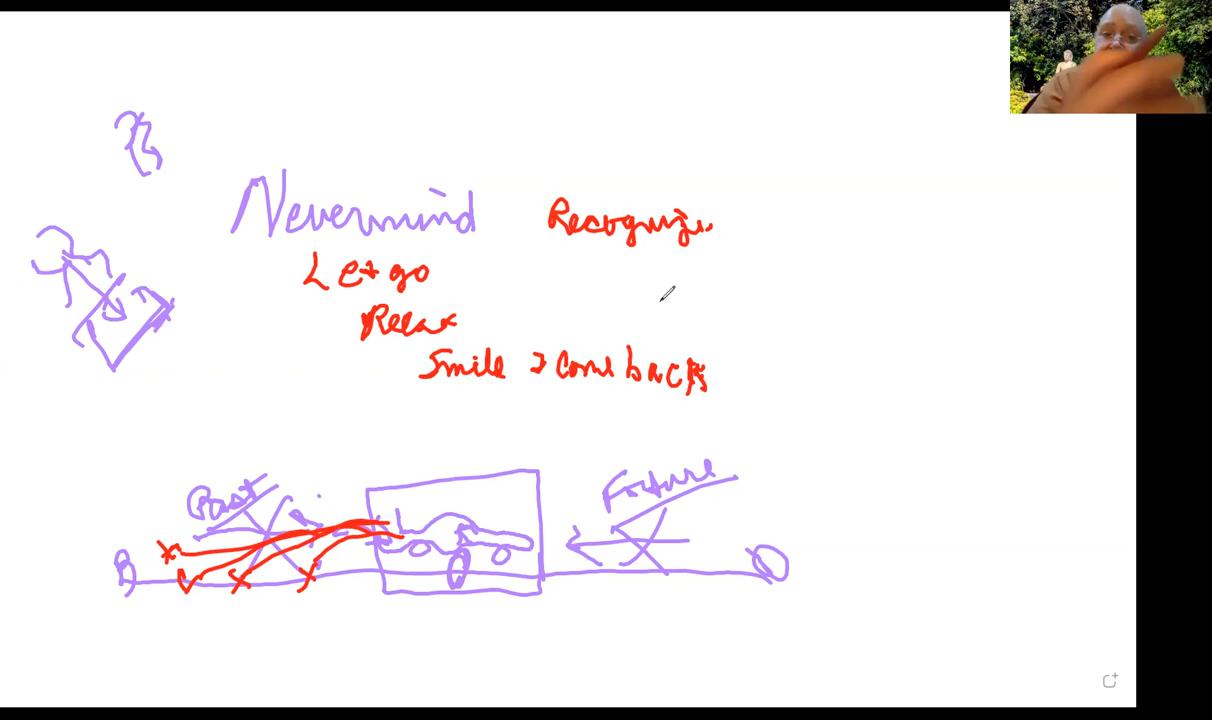 Nevermind Recognize
Let go
Relax
Smile → come back
Past
Future
B